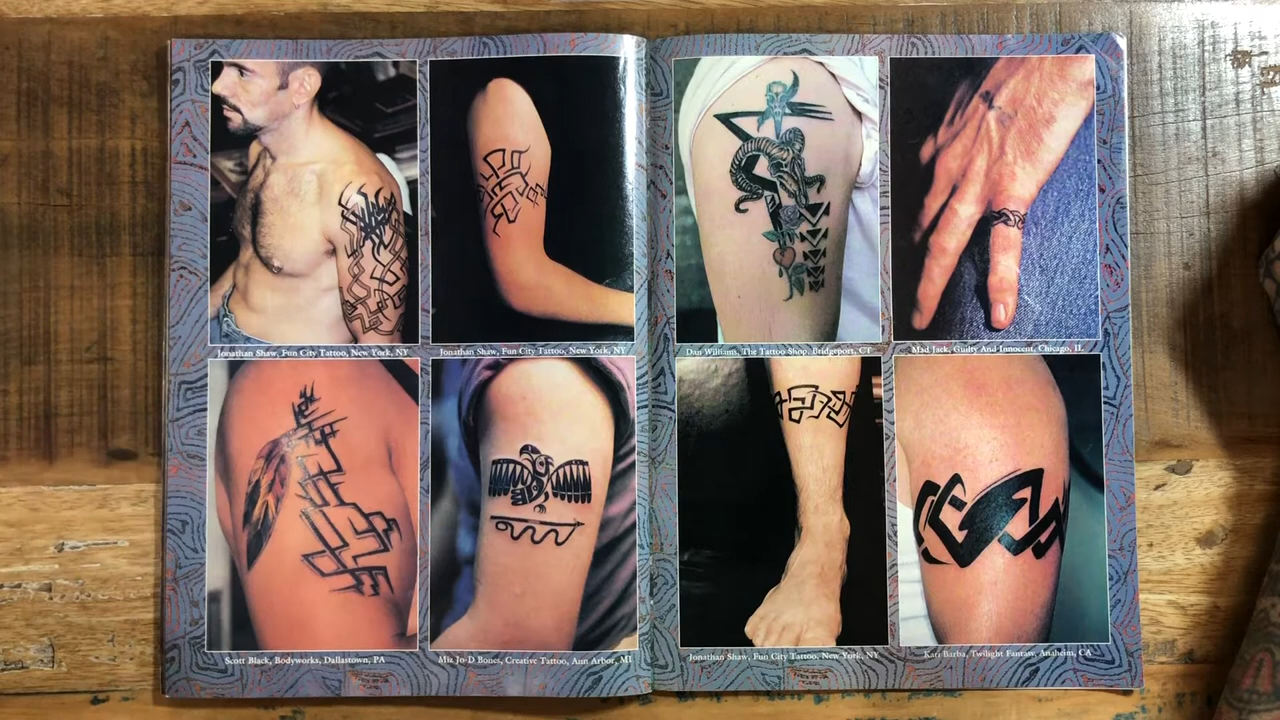 Jonathan Shaw, Fun City Tattoo, New York, NY
Jonathan Shaw, Fun City Tattoo, New York, NY
Dan Williams, The Tattoo Shop, Bridgeport, CT
Mad Jack, Guilty And Innocent, Chicago, IL
Scott Black, Bodyworks, Dallastown, PA
Miz Jo-D Bones, Creative Tattoo, Ann Arbor, MI
Jonathan Shaw, Fun City Tattoo, New York, NY
Kari Barba, Twilight Fantasy, Anaheim, CA